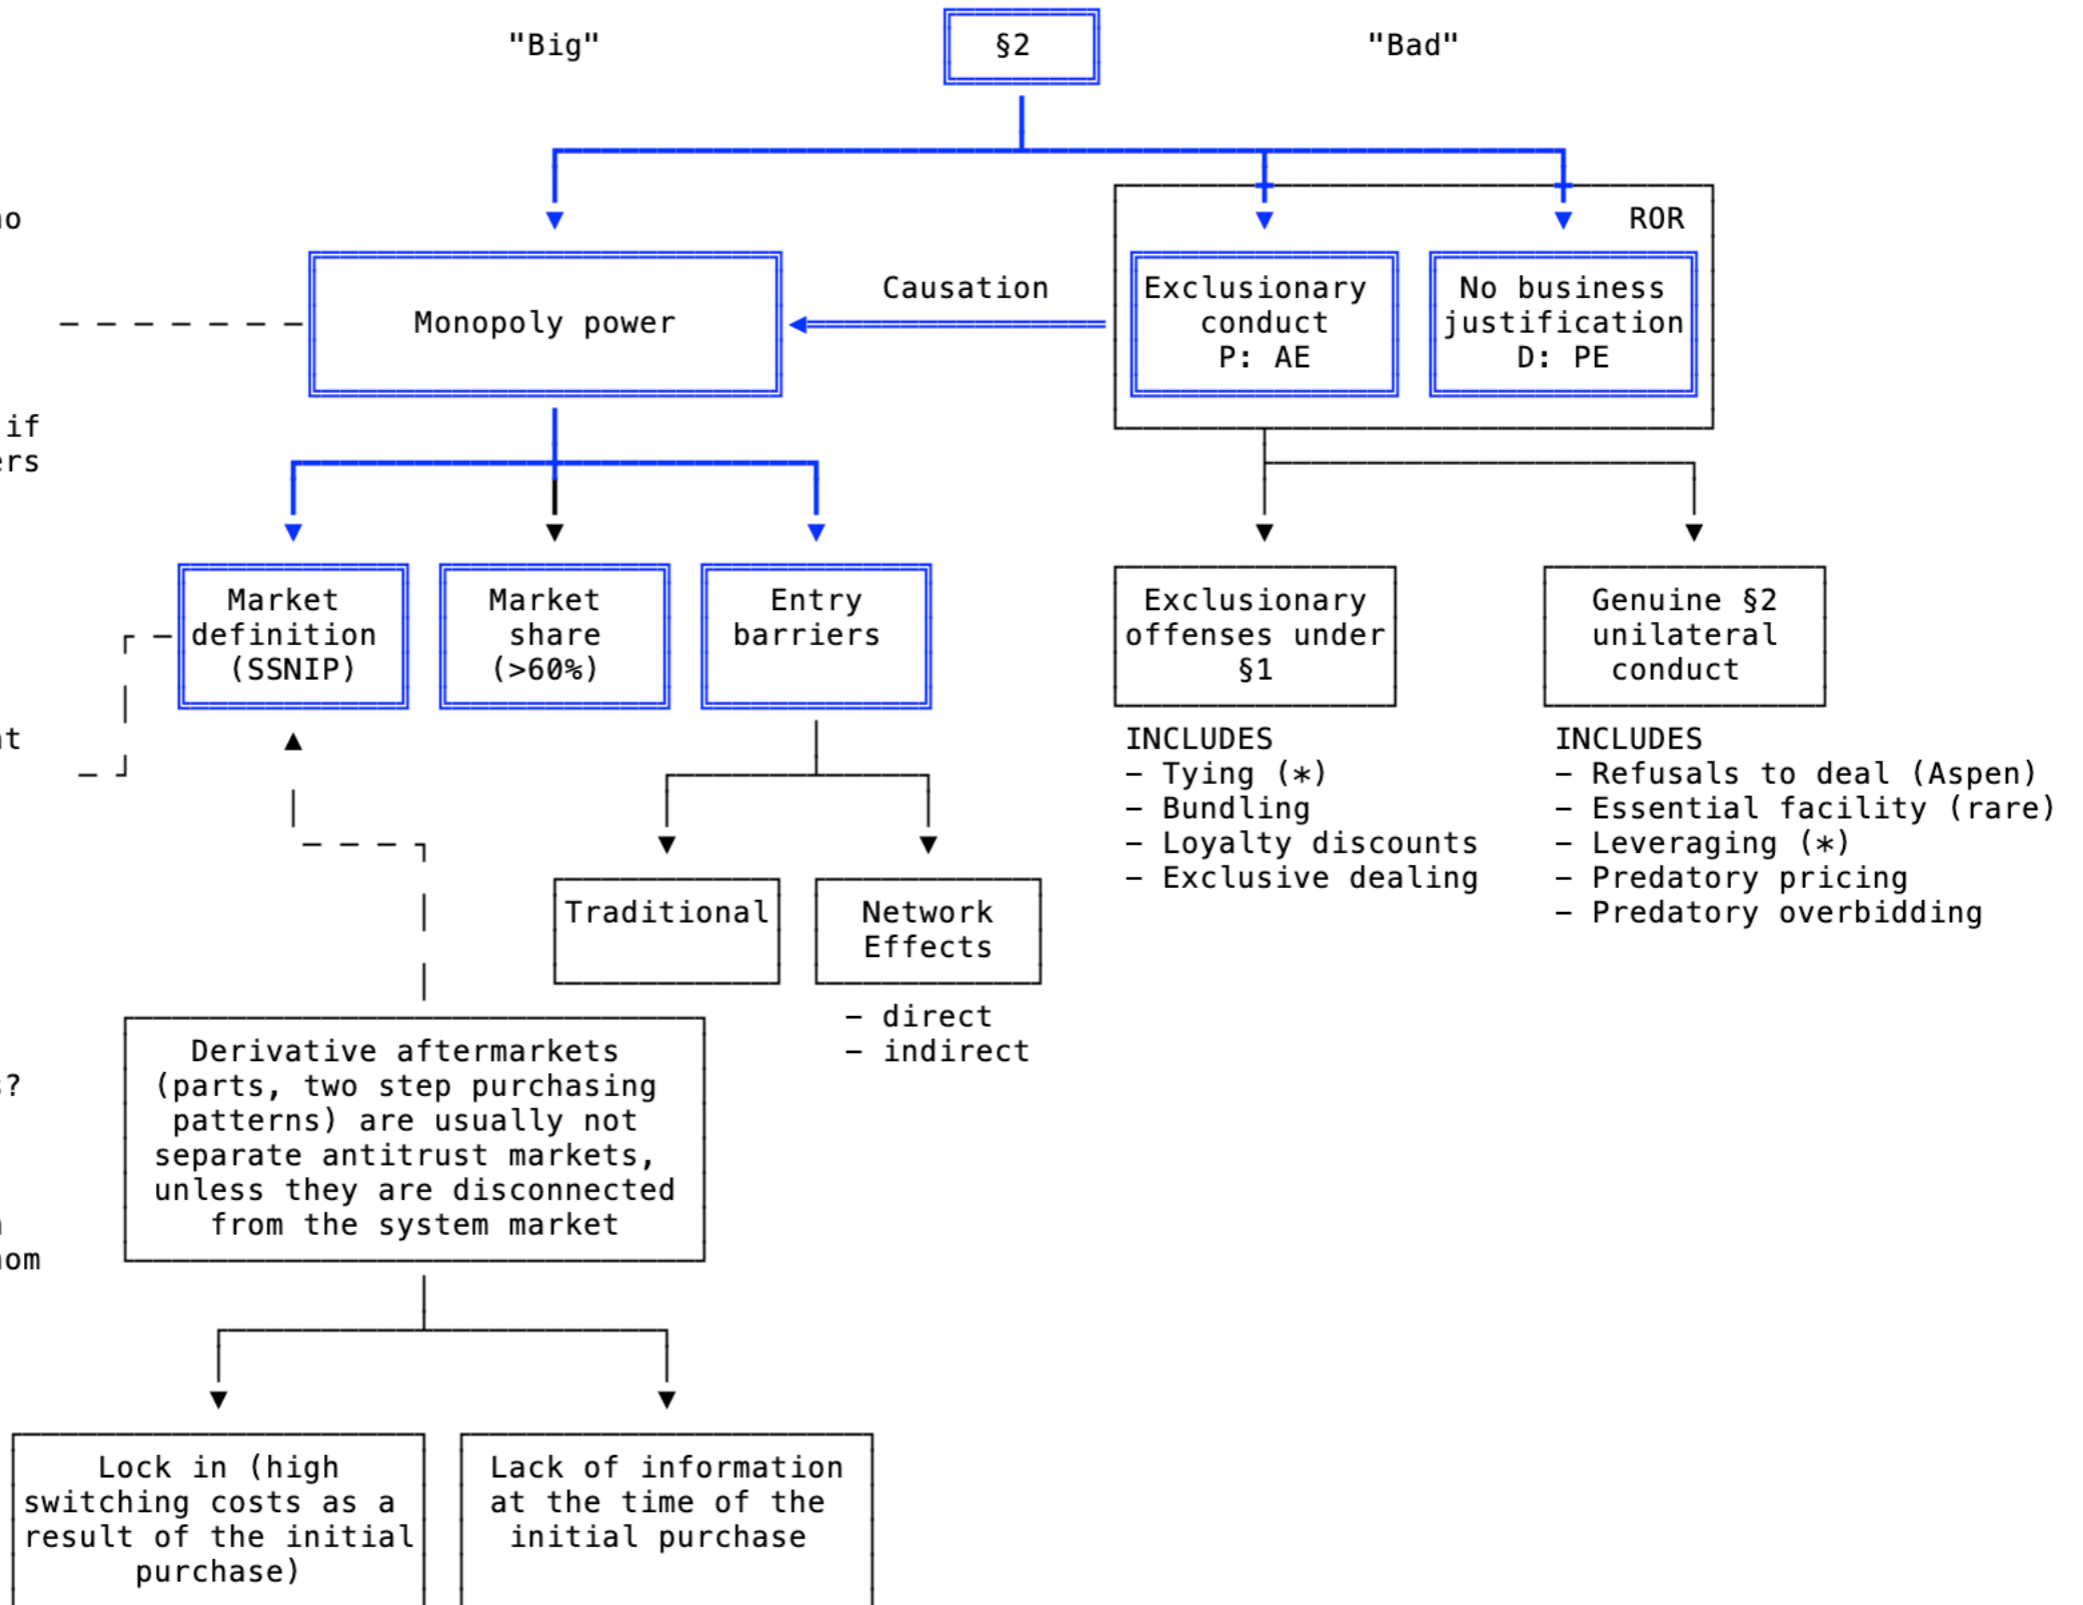 "Big"
§2
"Bad"
ROR
Causation
Monopoly power
Exclusionary
conduct
P: AE
No business
justification
D: PE
if
Market
definition
(SSNIP)
Market
share
(>60%)
Entry
barriers
Exclusionary
offenses under
§1
Genuine §2
unilateral
conduct
INCLUDES
– Tying (*)
– Bundling
– Loyalty discounts
– Exclusive dealing
INCLUDES
– Refusals to deal (Aspen)
– Essential facility (rare)
– Leveraging (*)
– Predatory pricing
– Predatory overbidding
Traditional
Network
Effects
– direct
– indirect
Derivative aftermarkets
(parts, two step purchasing
patterns) are usually not
separate antitrust markets,
unless they are disconnected
from the system market
Lock in (high
switching costs as a
result of the initial
purchase)
Lack of information
at the time of the
initial purchase